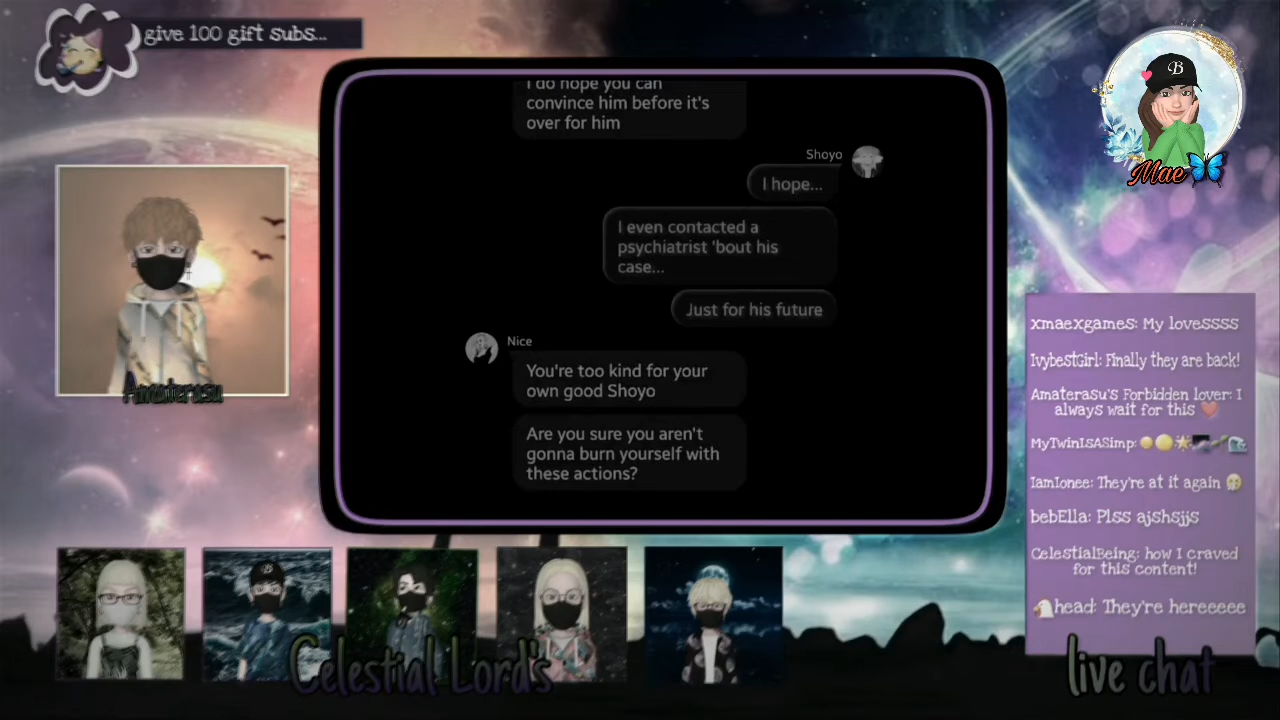 give 100 gift subs...
I do hope you can
convince him before it's
over for him
Shoyo
I hope...
I even contacted a
psychiatrist 'bout his
case...
Just for his future
Nice
You're too kind for your
own good Shoyo
Are you sure you aren't
gonna burn yourself with
these actions?
B
Mae
Amaterasu
xmaexgames: My lovessss
IvybestGirl: Finally they are back!
Amaterasu's Forbidden lover: I
always wait for this ❤️
MyTwinIsASimp:
IamIonee: They're at it again
bebElla: Plss ajshsjjs
CelestialBeing: how I craved
for this content!
head: They're hereeeee
B
Celestial Lord's
live chat